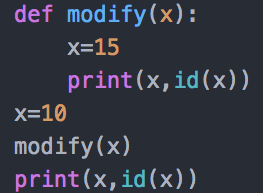 def modify(x):
    x=15
    print(x,id(x))
x=10
modify(x)
print(x,id(x))